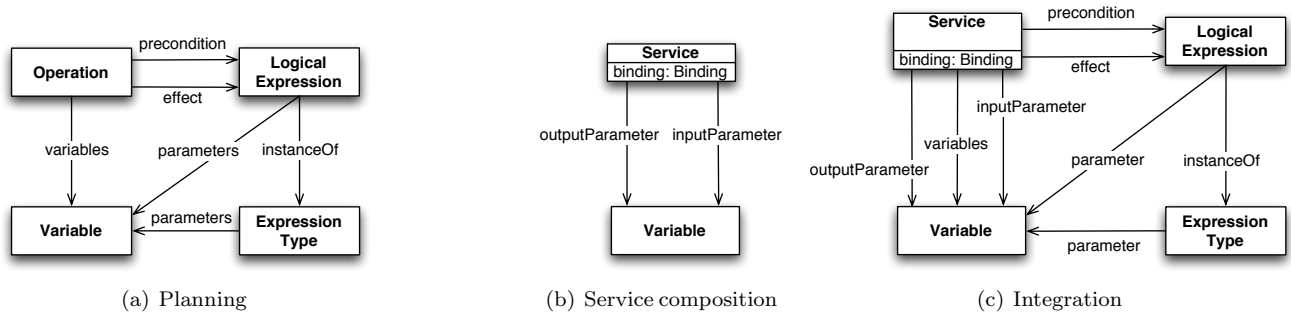 precondition
Operation
Logical
Expression
effect
variables
parameters
instanceOf
Variable
parameters
Expression
Type
(a) Planning
Service
binding: Binding
outputParameter
inputParameter
Variable
(b) Service composition
Service
binding: Binding
precondition
effect
Logical
Expression
inputParameter
variables
outputParameter
parameter
instanceOf
Variable
parameter
Expression
Type
(c) Integration